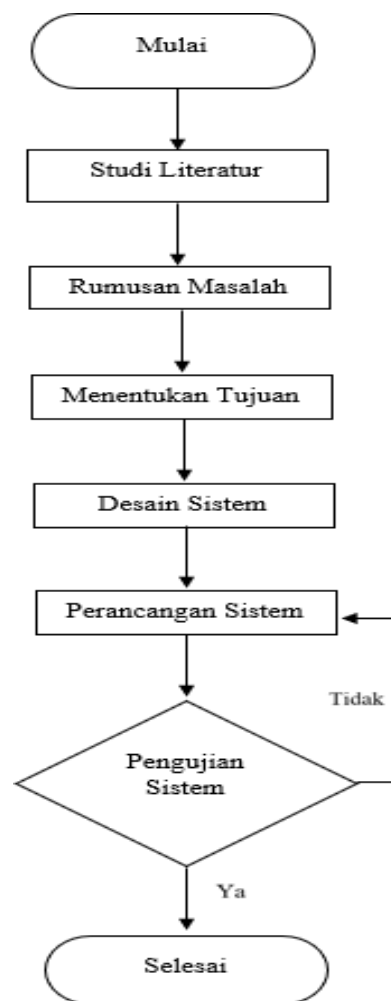 Mulai
Studi Literatur
Rumusan Masalah
Menentukan Tujuan
Desain Sistem
Perancangan Sistem
Tidak
Pengujian
Sistem
Ya
Selesai